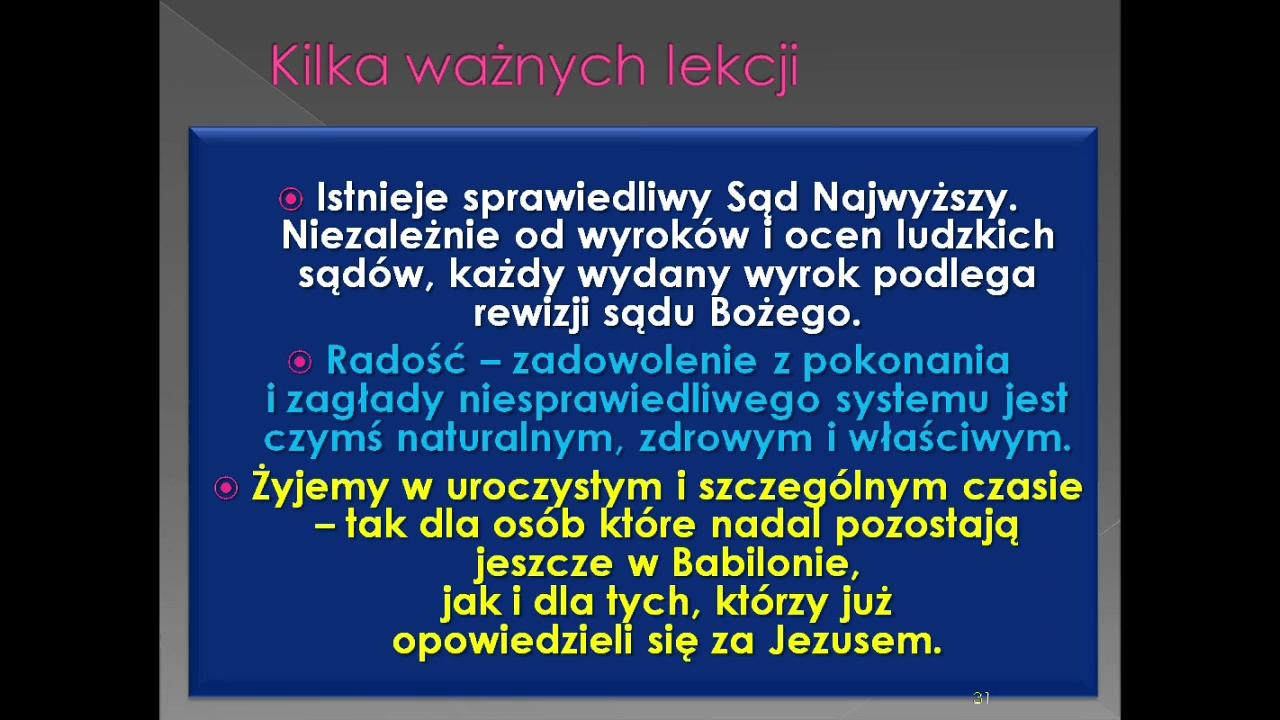 Kilka ważnych lekcji
Istnieje sprawiedliwy Sąd Najwyższy.
Niezależnie od wyroków i ocen ludzkich
sądów, każdy wydany wyrok podlega
rewizji sądu Bożego.
Radość – zadowolenie z pokonania
i zagłady niesprawiedliwego systemu jest
czymś naturalnym, zdrowym i właściwym.
Żyjemy w uroczystym i szczególnym czasie
– tak dla osób które nadal pozostają
jeszcze w Babilonie,
jak i dla tych, którzy już
opowiedzieli się za Jezusem.
31